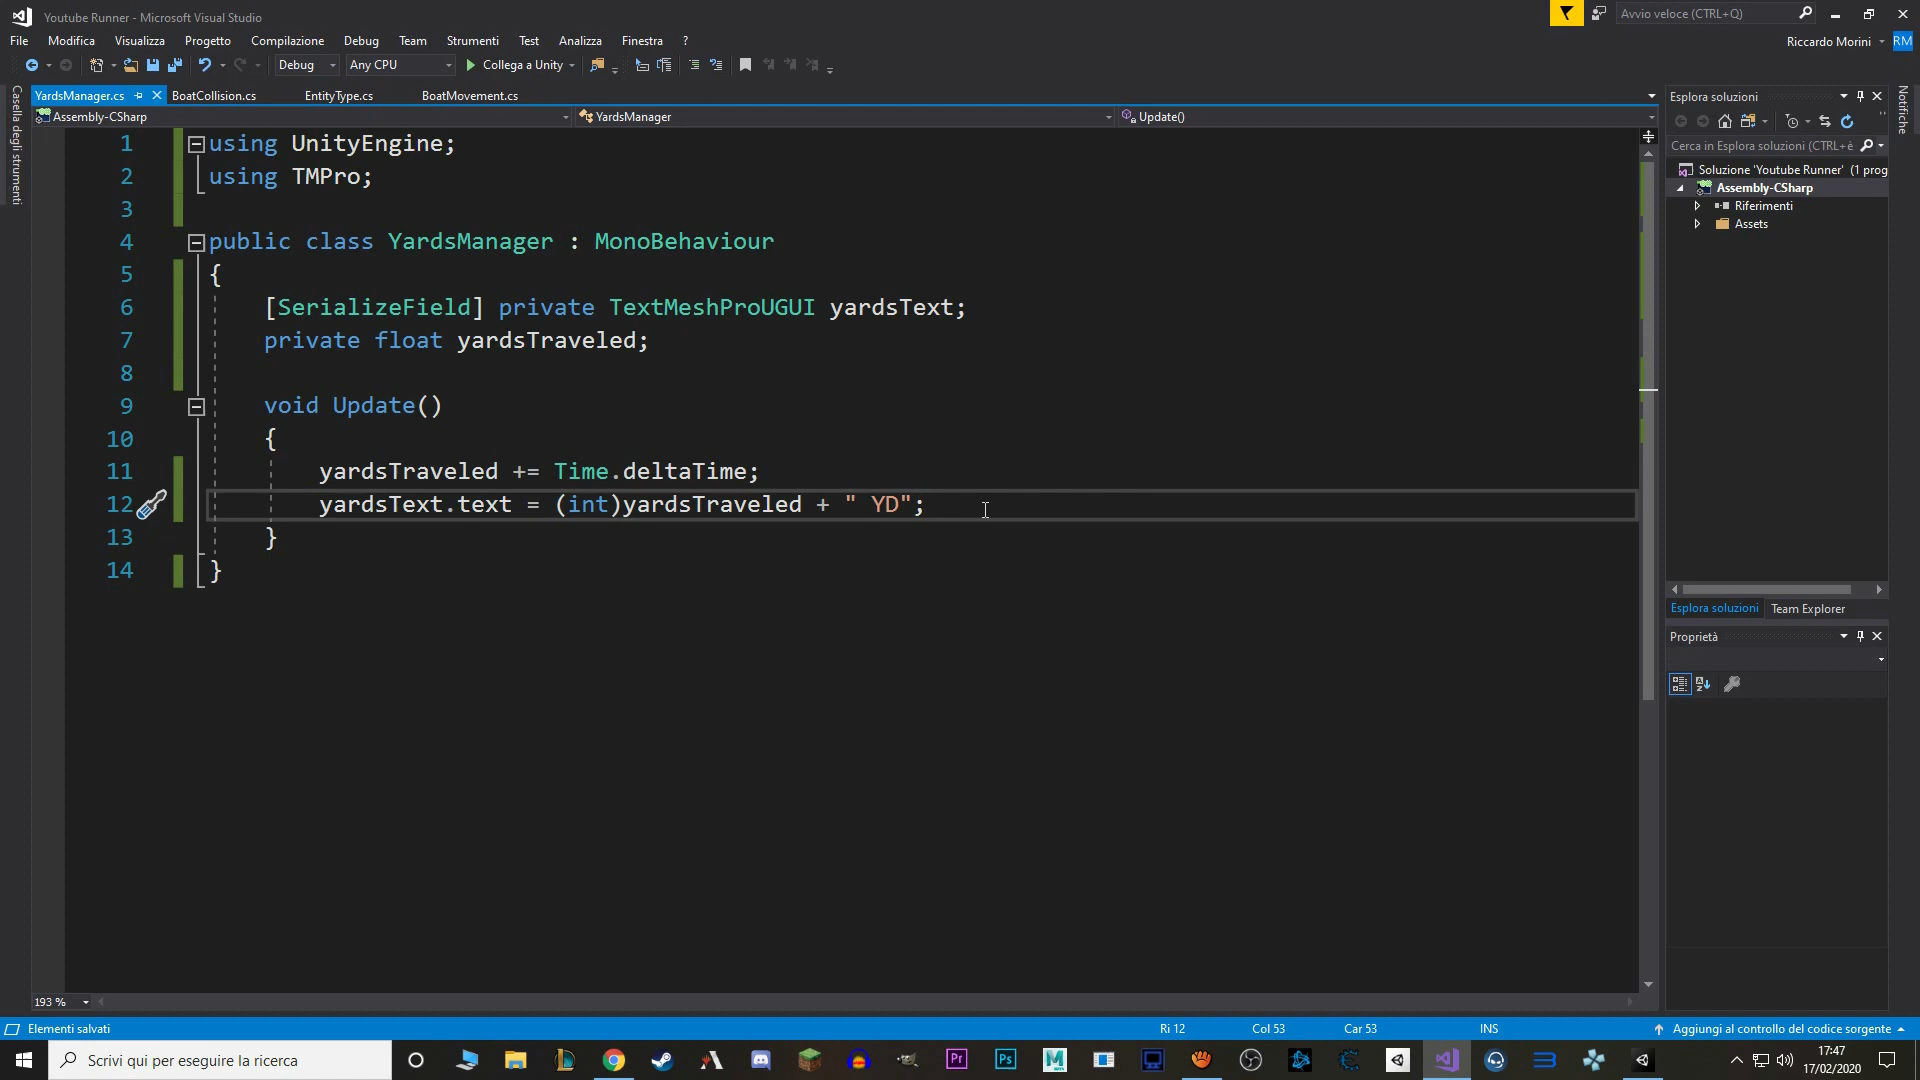 Youtube Runner - Microsoft Visual Studio
Avvio veloce (CTRL+Q)
File Modifica Visualizza Progetto Compilazione Debug Team Strumenti Test Analizza Finestra ?
Riccardo Morini RM
Debug Any CPU Collega a Unity
Casella degli strumenti
YardsManager.cs BoatCollision.cs EntityType.cs BoatMovement.cs
Assembly-CSharp YardsManager Update()
1 using UnityEngine;
2 using TMPro;
3
4 public class YardsManager : MonoBehaviour
5 {
6 [SerializeField] private TextMeshProUGUI yardsText;
7 private float yardsTraveled;
8
9 void Update()
10 {
11 yardsTraveled += Time.deltaTime;
12 yardsText.text = (int)yardsTraveled + " YD";
13 }
14 }
193 %
Esplora soluzioni
Notifiche
Cerca in Esplora soluzioni (CTRL+è
Soluzione 'Youtube Runner' (1 prog
Assembly-CSharp
Riferimenti
Assets
Esplora soluzioni Team Explorer
Proprietà
Elementi salvati Ri 12 Col 53 Car 53 INS Aggiungi al controllo del codice sorgente
Scrivi qui per eseguire la ricerca
Pr Ps M
17:47
17/02/2020